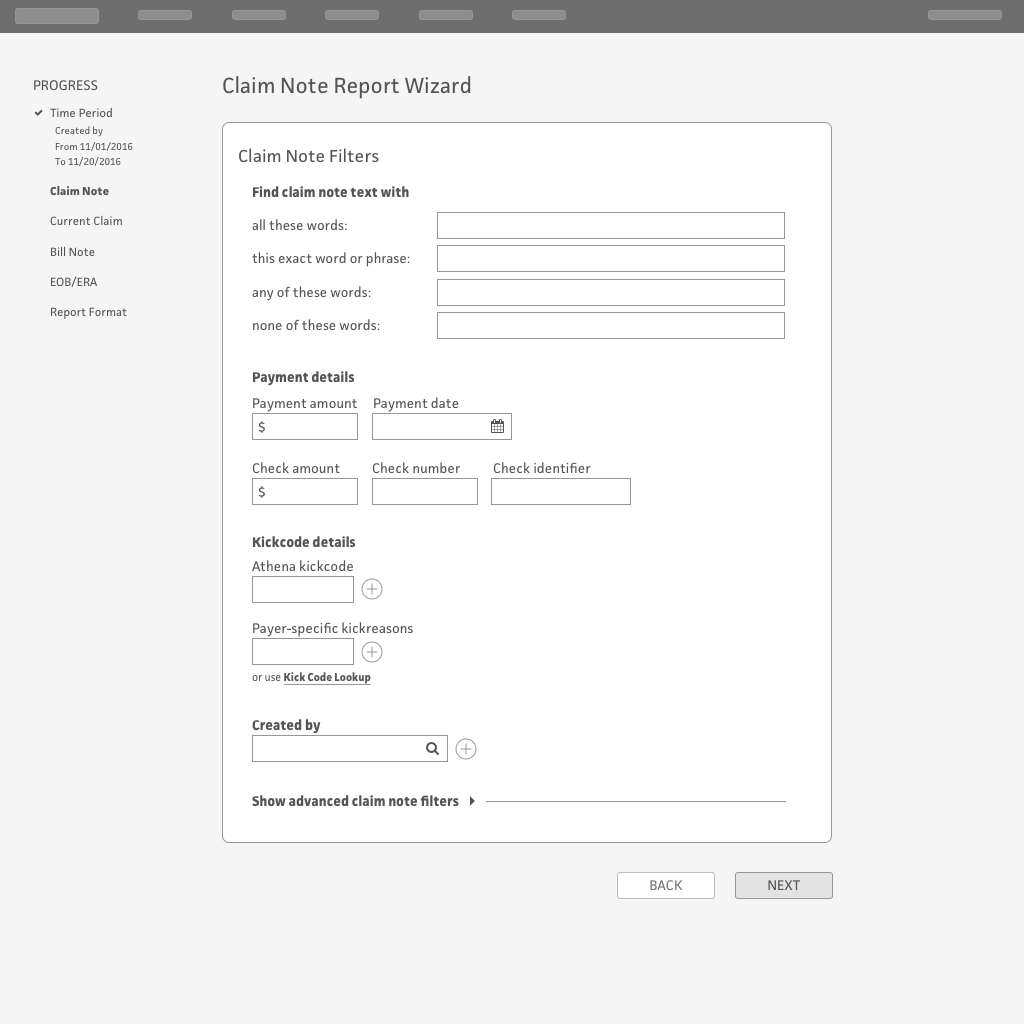 PROGRESS
Time Period
Created by
From 11/01/2016
To 11/20/2016
Claim Note
Current Claim
Bill Note
EOB/ERA
Report Format
Claim Note Report Wizard
Claim Note Filters
Find claim note text with
all these words:
this exact word or phrase:
any of these words:
none of these words:
Payment details
Payment amount Payment date
$
Check amount Check number Check identifier
$
Kickcode details
Athena kickcode
Payer-specific kickreasons
or use Kick Code Lookup
Created by
Show advanced claim note filters
BACK NEXT